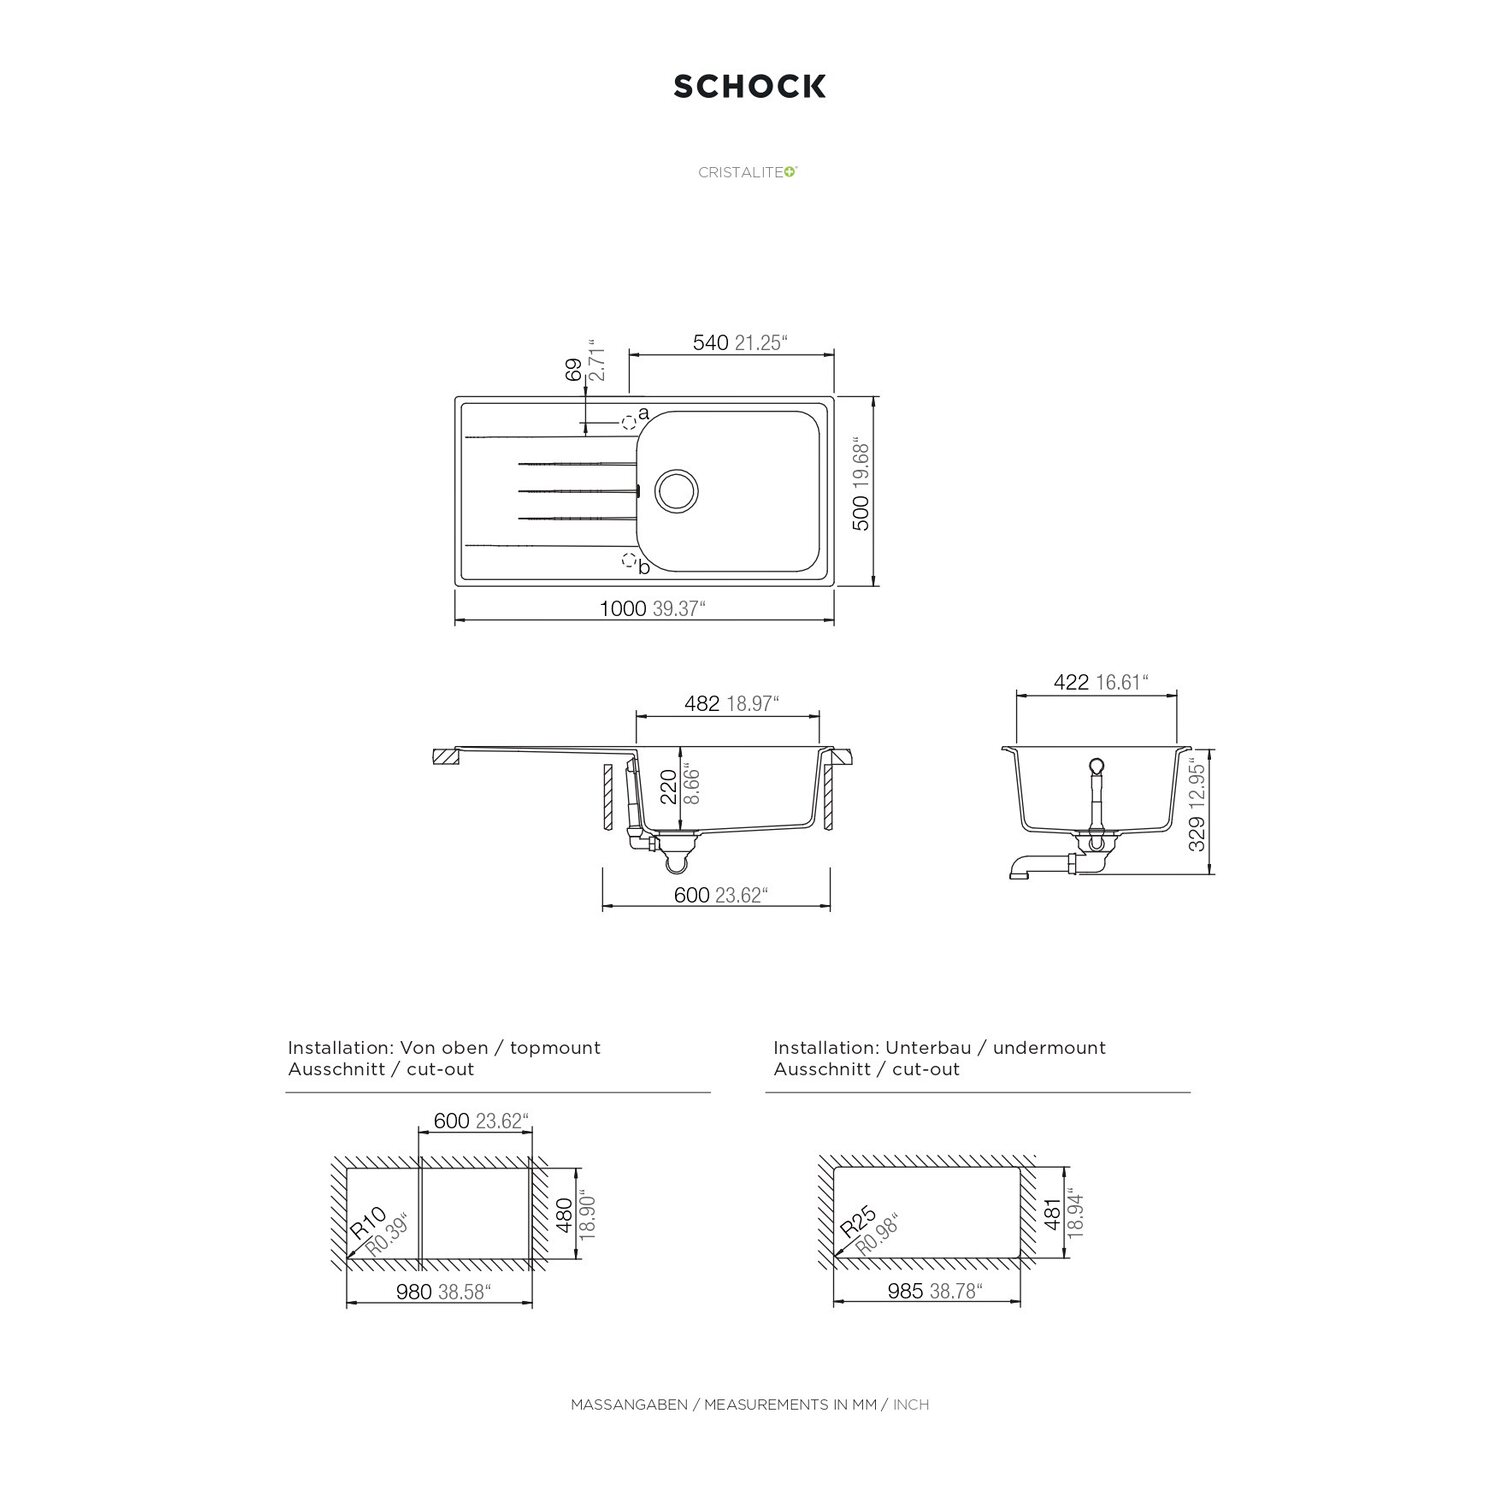 SCHOCK
CRISTALITE
540 21.25“
69
2.71“
a
b
500 19.68“
1000 39.37“
482 18.97“
220
8.66“
600 23.62“
422 16.61“
329 12.95“
Installation: Von oben / topmount
Ausschnitt / cut-out
600 23.62“
R10
R0.39“
480
18.90“
980 38.58“
Installation: Unterbau / undermount
Ausschnitt / cut-out
R25
R0.98“
481
18.94“
985 38.78“
MASSANGABEN / MEASUREMENTS IN MM / INCH